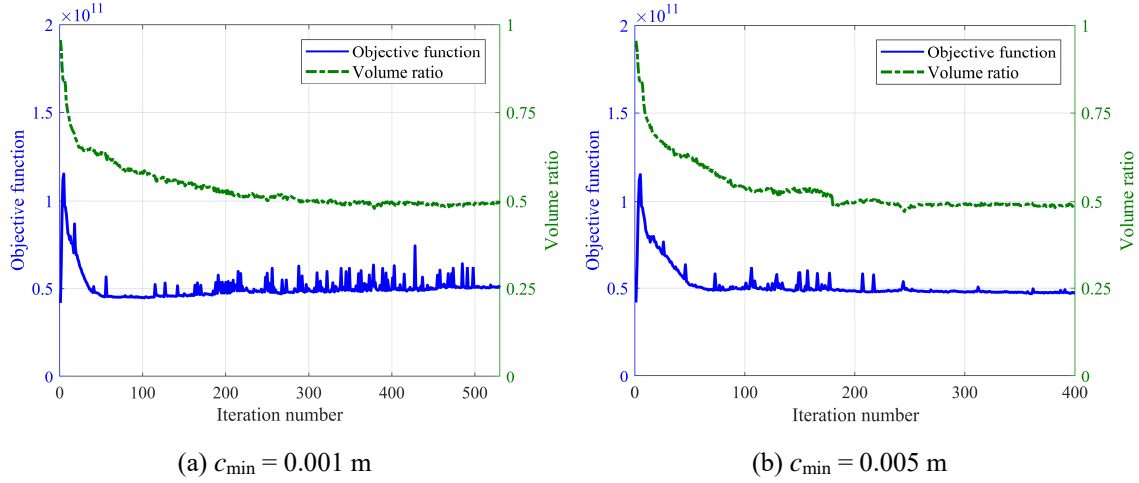 ×10¹¹
2
1.5
1
0.5
0
Objective function
Objective function
Volume ratio
1
0.75
0.5
0.25
0
Volume ratio
0
100
200
300
400
500
Iteration number
(a) c_min = 0.001 m
×10¹¹
2
1.5
1
0.5
0
Objective function
Objective function
Volume ratio
1
0.75
0.5
0.25
0
Volume ratio
0
100
200
300
400
Iteration number
(b) c_min = 0.005 m